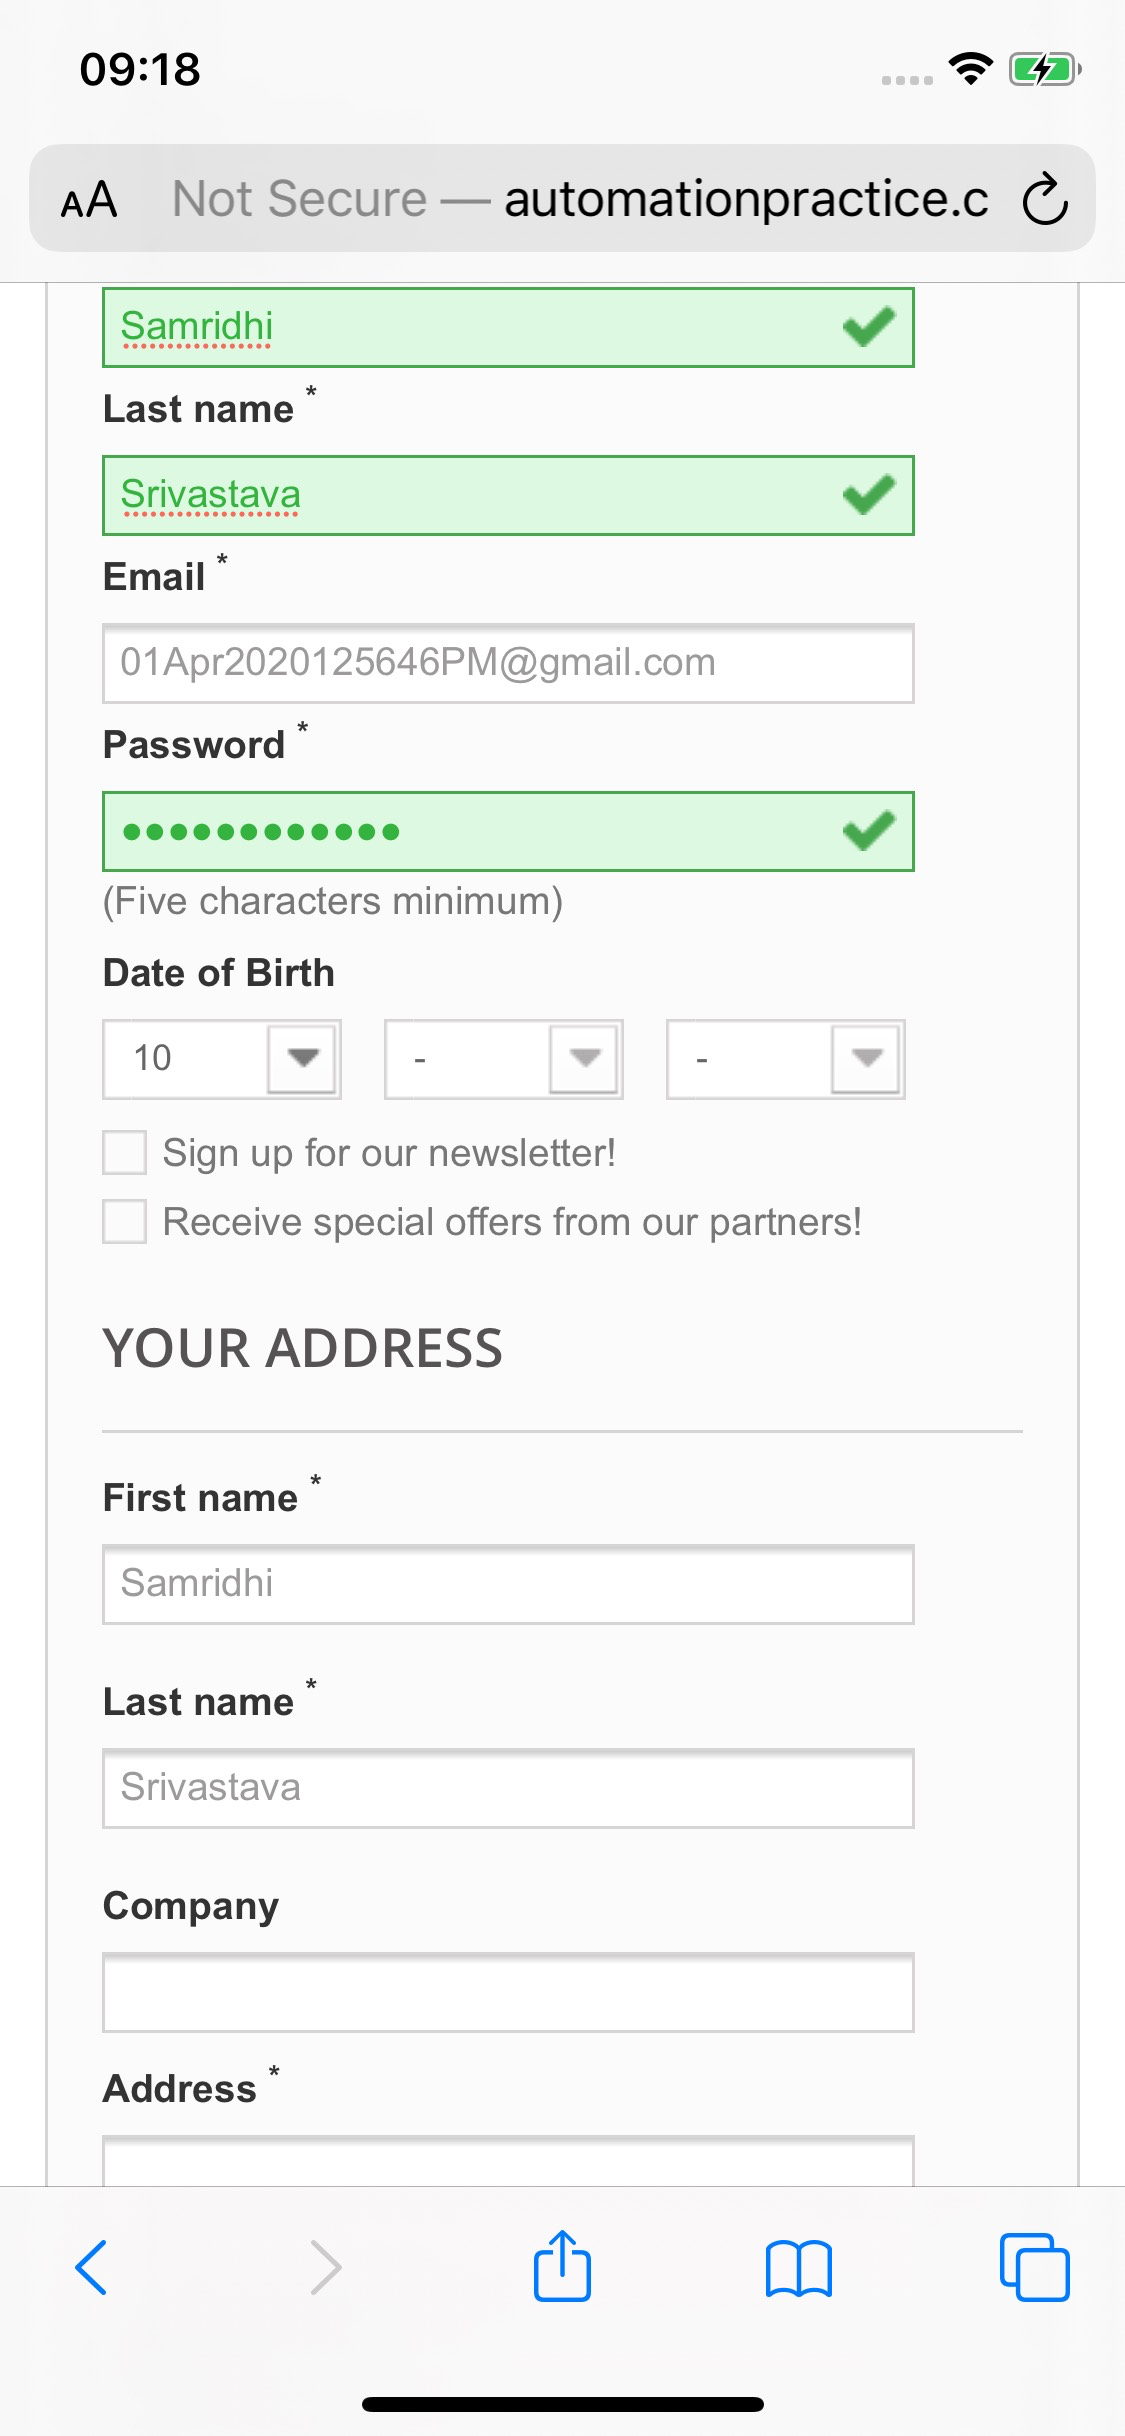 09:18
AA Not Secure — automationpractice.c
Samridhi
Last name *
Srivastava
Email *
01Apr2020125646PM@gmail.com
Password *
••••••••••••
(Five characters minimum)
Date of Birth
10 - -
Sign up for our newsletter!
Receive special offers from our partners!
YOUR ADDRESS
First name *
Samridhi
Last name *
Srivastava
Company
Address *